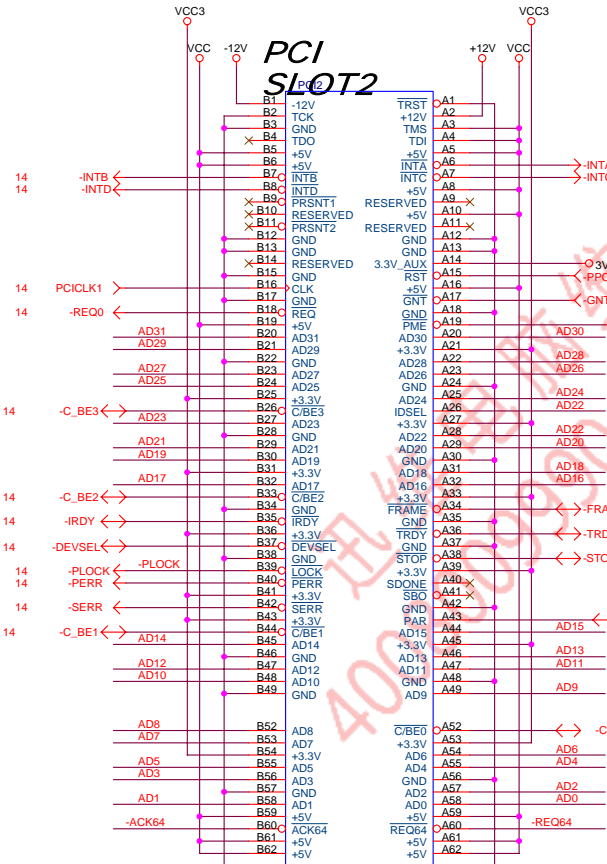 VCC3 VCC3
VCC -12V PCI +12V VCC
SLOT2
PCI2
B1 -12V TRST A1
B2 TCK +12V A2
B3 GND TMS A3
B4 TDO TDI A4
B5 +5V +5V A5
B6 +5V INTA A6 -INTA
14 -INTB B7 INTB INTC A7 -INTC
14 -INTD B8 INTD +5V A8
B9 PRSNT1 RESERVED A9
B10 RESERVED +5V A10
B11 PRSNT2 RESERVED A11
B12 GND GND A12
B13 GND GND A13
B14 RESERVED 3.3V_AUX A14
B15 GND RST A15
14 PCICLK1 B16 CLK +5V A16
B17 GND GNT A17 -GNT
14 -REQ0 B18 REQ GND A18
B19 +5V PME A19
AD31 B20 AD31 AD30 A20 AD30
AD29 B21 AD29 +3.3V A21
B22 GND AD28 A22 AD28
AD27 B23 AD27 AD26 A23 AD26
AD25 B24 AD25 GND A24
B25 +3.3V AD24 A25 AD24
14 -C_BE3 B26 C/BE3 IDSEL A26 AD22
AD23 B27 AD23 +3.3V A27
B28 GND AD22 A28 AD22
AD21 B29 AD21 AD20 A29 AD20
AD19 B30 AD19 GND A30
B31 +3.3V AD18 A31 AD18
AD17 B32 AD17 AD16 A32 AD16
14 -C_BE2 B33 C/BE2 +3.3V A33
B34 GND FRAME A34 -FRA
14 -IRDY B35 IRDY GND A35
B36 +3.3V TRDY A36 -TRD
14 -DEVSEL B37 DEVSEL GND A37
B38 GND STOP A38 -STO
14 -PLOCK -PLOCK B39 LOCK +3.3V A39
14 -PERR B40 PERR SDONE A40
B41 +3.3V SBO A41
14 -SERR B42 SERR GND A42
B43 +3.3V PAR A43
14 -C_BE1 B44 C/BE1 AD15 A44 AD15
AD14 B45 AD14 +3.3V A45
B46 GND AD13 A46 AD13
AD12 B47 AD12 AD11 A47 AD11
AD10 B48 AD10 GND A48
B49 GND AD9 A49 AD9
AD8 B52 AD8 C/BE0 A52 -C
AD7 B53 AD7 +3.3V A53
B54 +3.3V AD6 A54 AD6
AD5 B55 AD5 AD4 A55 AD4
AD3 B56 AD3 GND A56
B57 GND AD2 A57 AD2
AD1 B58 AD1 AD0 A58 AD0
B59 +5V +5V A59
-ACK64 B60 ACK64 REQ64 A60 -REQ64
B61 +5V +5V A61
B62 +5V +5V A62